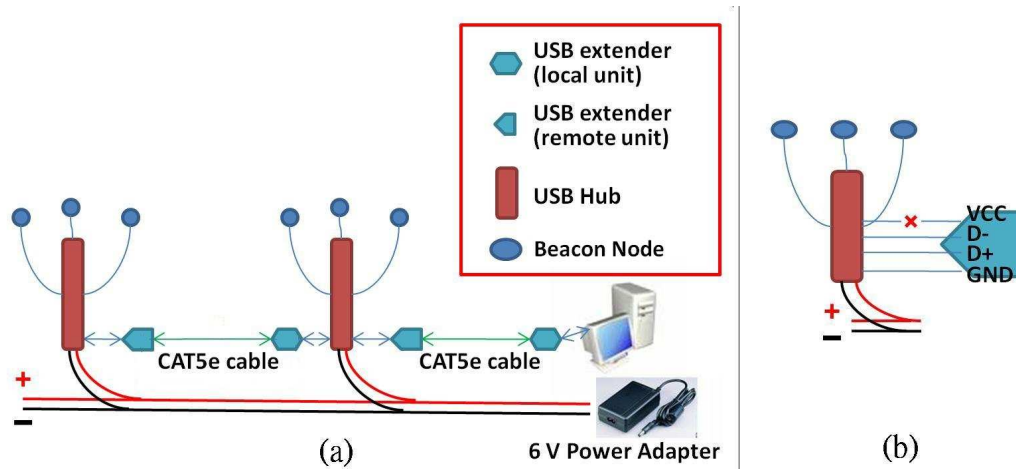 USB extender
(local unit)
USB extender
(remote unit)
USB Hub
Beacon Node
CAT5e cable
CAT5e cable
+
−
6 V Power Adapter
(a)
×
VCC
D-
D+
GND
+
−
(b)